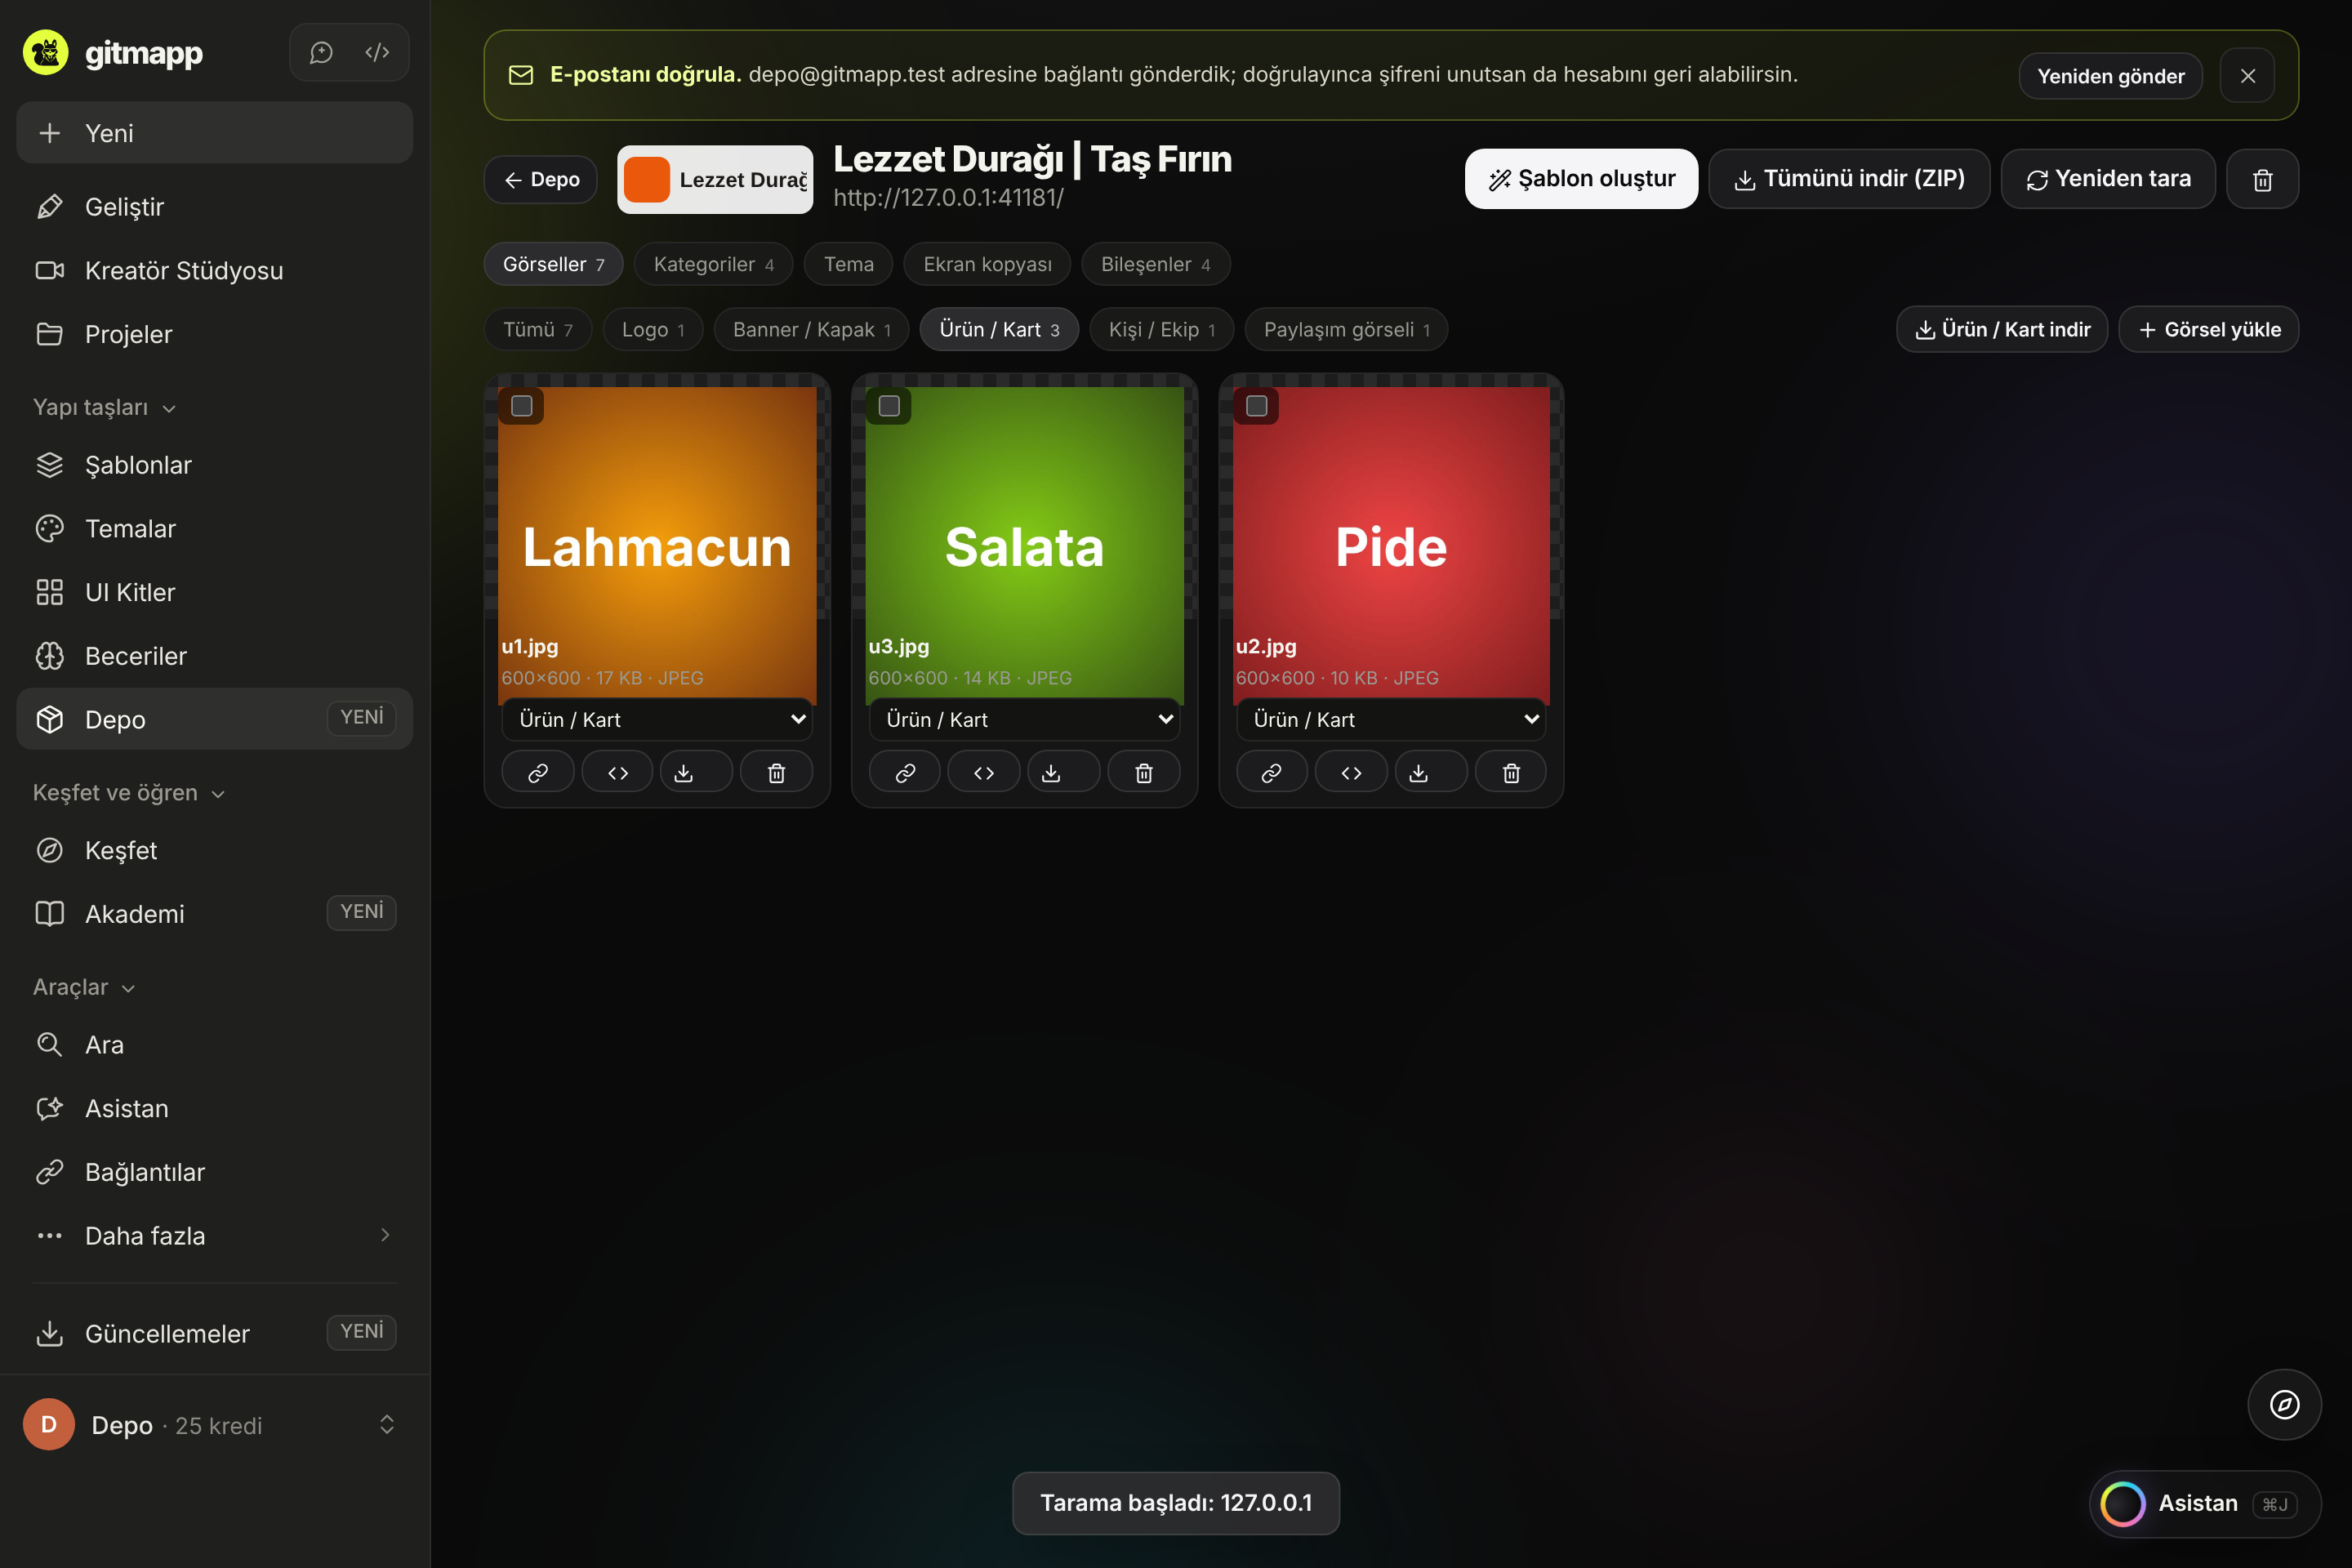 gitmapp
Yeni
Geliştir
Kreatör Stüdyosu
Projeler
Yapı taşları
Şablonlar
Temalar
UI Kitler
Beceriler
Depo YENİ
Keşfet ve öğren
Keşfet
Akademi YENİ
Araçlar
Ara
Asistan
Bağlantılar
Daha fazla
Güncellemeler YENİ
D Depo · 25 kredi
E-postanı doğrula. depo@gitmapp.test adresine bağlantı gönderdik; doğrulayınca şifreni unutsan da hesabını geri alabilirsin. Yeniden gönder
Depo
Lezzet Durağ
Lezzet Durağı | Taş Fırın
http://127.0.0.1:41181/
Şablon oluştur Tümünü indir (ZIP) Yeniden tara
Görseller 7 Kategoriler 4 Tema Ekran kopyası Bileşenler 4
Tümü 7 Logo 1 Banner / Kapak 1 Ürün / Kart 3 Kişi / Ekip 1 Paylaşım görseli 1 Ürün / Kart indir Görsel yükle
Lahmacun
u1.jpg
600×600 · 17 KB · JPEG
Ürün / Kart
Salata
u3.jpg
600×600 · 14 KB · JPEG
Ürün / Kart
Pide
u2.jpg
600×600 · 10 KB · JPEG
Ürün / Kart
Tarama başladı: 127.0.0.1
Asistan ⌘J